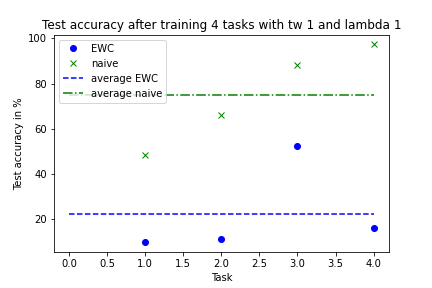 Test accuracy after training 4 tasks with tw 1 and lambda 1
100
80
60
40
20
Test accuracy in %
EWC
naive
average EWC
average naive
0.0 0.5 1.0 1.5 2.0 2.5 3.0 3.5 4.0
Task